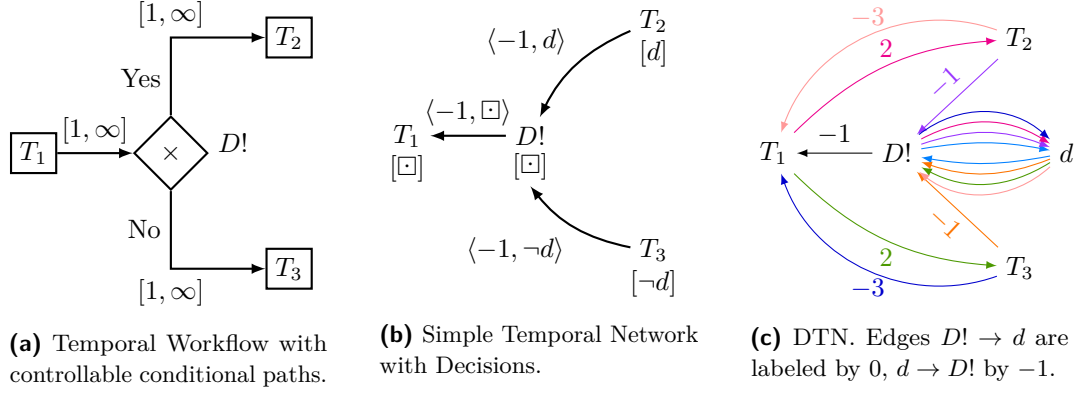 [1, ∞]
T₂
Yes
[1, ∞]
T₁
×
D!
No
T₃
[1, ∞]
(a) Temporal Workflow with
controllable conditional paths.
T₂
[d]
⟨−1, d⟩
⟨−1, ⊡⟩
T₁
[⊡]
D!
[⊡]
⟨−1, ¬d⟩
T₃
[¬d]
(b) Simple Temporal Network
with Decisions.
−3
T₂
2
−1
−1
T₁
D!
d
−1
2
T₃
−3
(c) DTN. Edges D! → d are
labeled by 0, d → D! by −1.